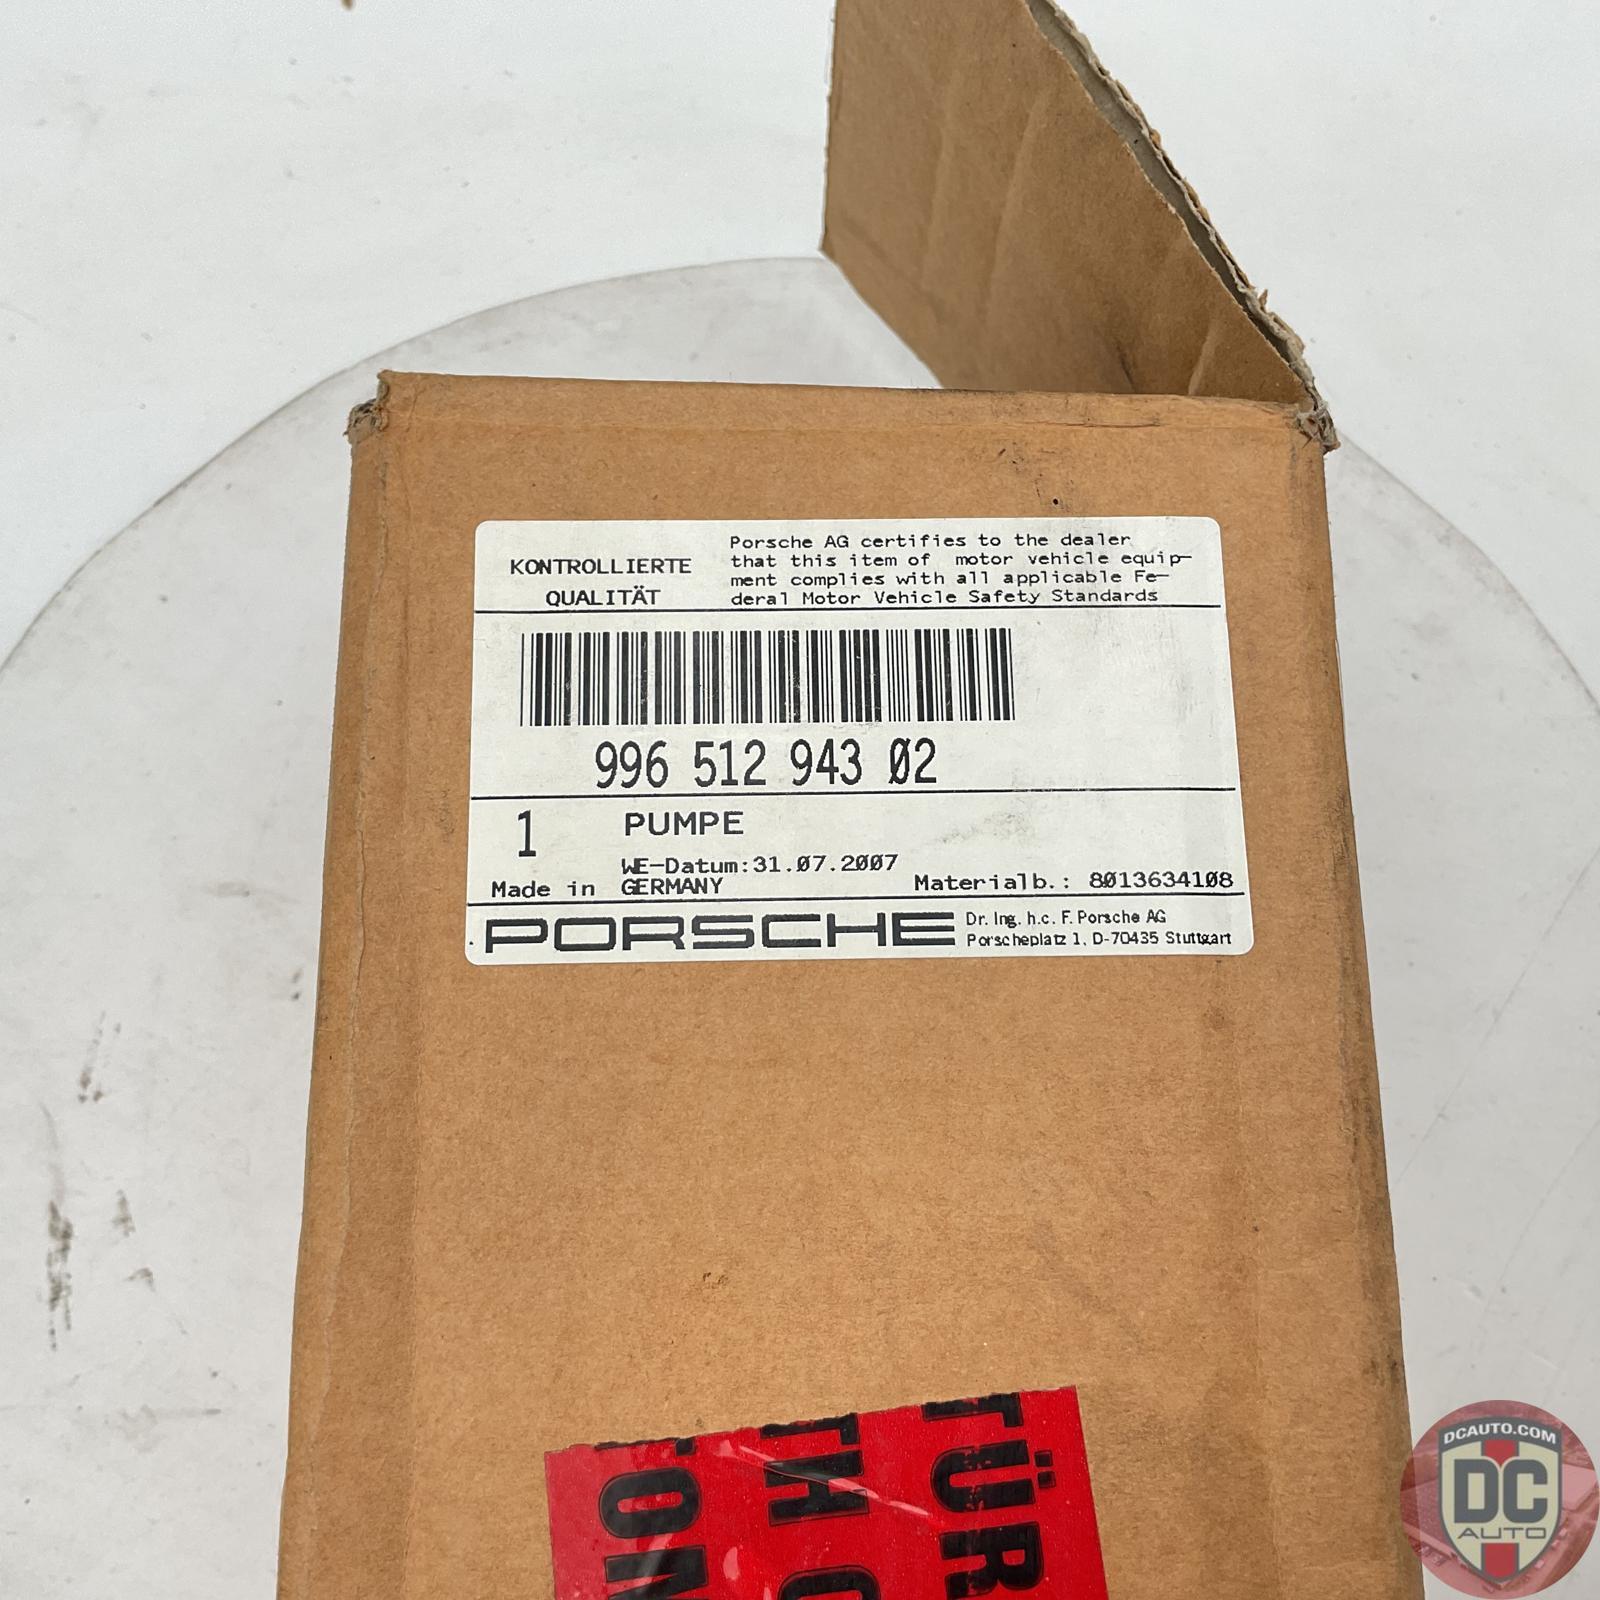 KONTROLLIERTE
QUALITÄT
Porsche AG certifies to the dealer
that this item of motor vehicle equip-
ment complies with all applicable Fe-
deral Motor Vehicle Safety Standards
996 512 943 02
1 PUMPE
WE-Datum:31.07.2007
Made in GERMANY Materialb.: 8013634108
PORSCHE
Dr. Ing. h.c. F. Porsche AG
Porscheplatz 1, D-70435 Stuttgart
TÜR
DCAUTO.COM
DC
AUTO